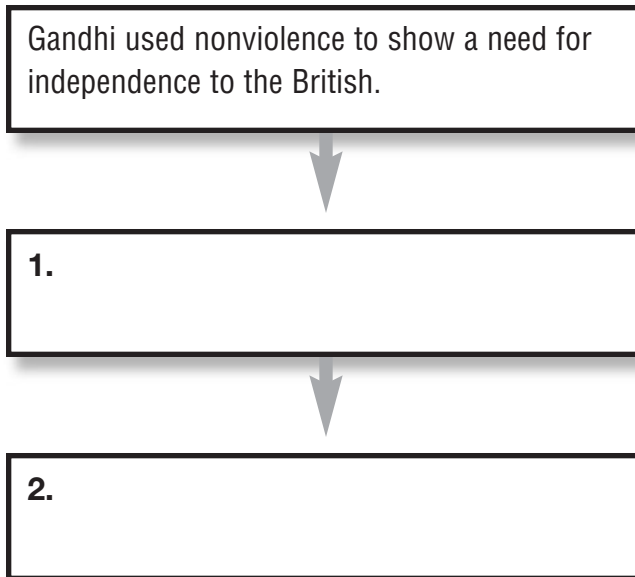 Gandhi used nonviolence to show a need for
independence to the British.
1.
2.